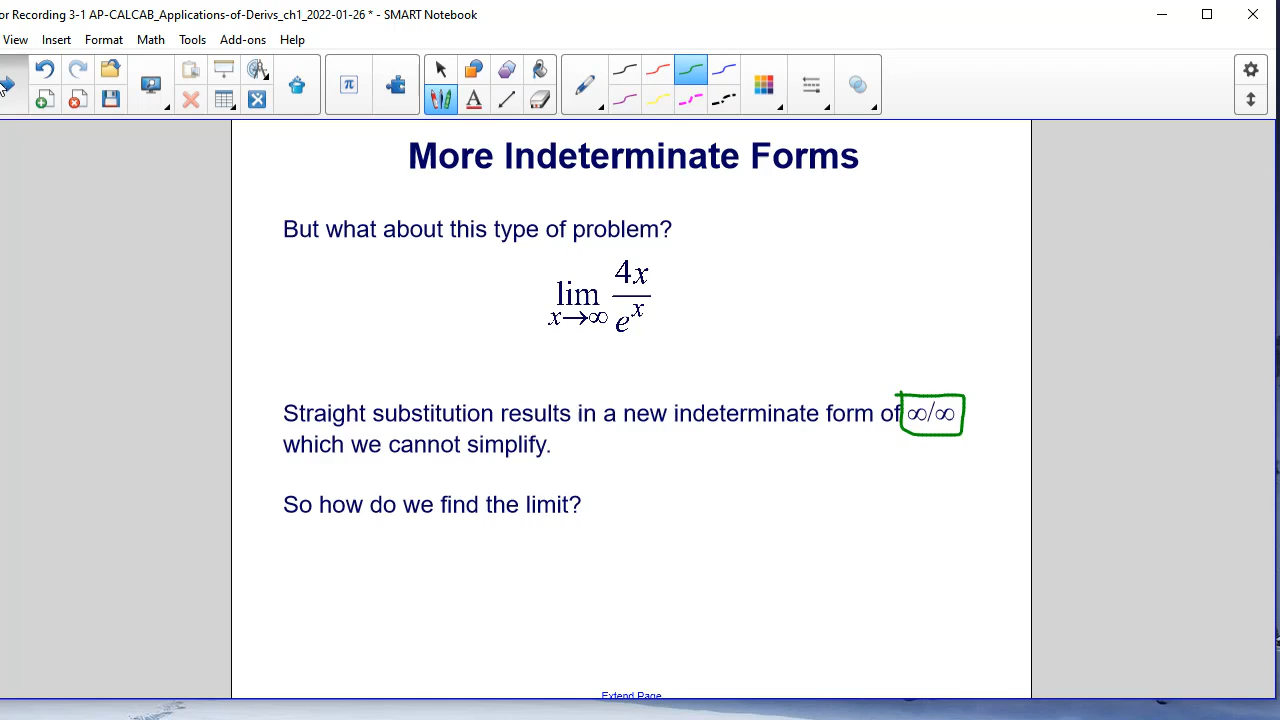 or Recording 3-1 AP-CALCAB_Applications-of-Derivs_ch1_2022-01-26 * - SMART Notebook
View Insert Format Math Tools Add-ons Help
π
A
More Indeterminate Forms
But what about this type of problem?
lim x→∞ 4x/e^x
Straight substitution results in a new indeterminate form of ∞/∞
which we cannot simplify.
So how do we find the limit?
Extend Page